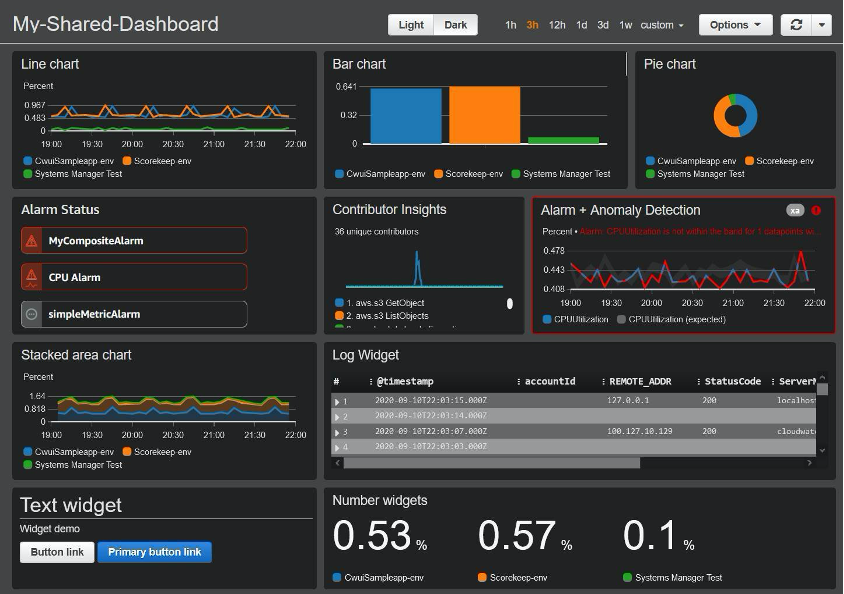 My-Shared-Dashboard
Light Dark 1h 3h 12h 1d 3d 1w custom Options
Line chart
Percent
0.967
0.483
0
19:00 19:30 20:00 20:30 21:00 21:30 22:00
CwuiSampleapp env Scorekeep env
Systems Manager Test
Bar chart
0.641
0.32
0
CwuiSampleapp-env Scorekeep-env Systems Manager Test
Pie chart
CwuiSampleapp env Scorekeep-env
Systems Manager Test
Alarm Status
MyCompositeAlarm
CPU Alarm
simpleMetricAlarm
Contributor Insights
36 unique contributors
1. aws.s3 GetObject
2. aws.s3 ListObjects
Alarm + Anomaly Detection xa
Percent • Alarm: CPUUtilization is not within the band for 1 datapoints
0.478
0.443
0.408
19:00 19:30 20:00 20:30 21:00 21:30 22:00
CPUUtilization CPUUtilization (expected)
Stacked area chart
Percent
1.64
0.818
0
19:00 19:30 20:00 20:30 21:00 21:30 22:00
CwuiSampleapp-env Scorekeep-env
Systems Manager Test
Log Widget
# : @timestamp : accountId : REMOTE_ADDR : StatusCode : ServerN
1 2020-09-10T22:03:15.000Z 127.0.0.1 200 localhos
2 2020-09-10T22:03:14.000Z
3 2020-09-10T22:03:07.000Z 100.127.10.129 200 cloudwat
4 2020-09-10T22:03:03.000Z
Text widget
Widget demo
Button link Primary button link
Number widgets
0.53 % 0.57 % 0.1 %
CwuiSampleapp-env Scorekeep-env Systems Manager Test